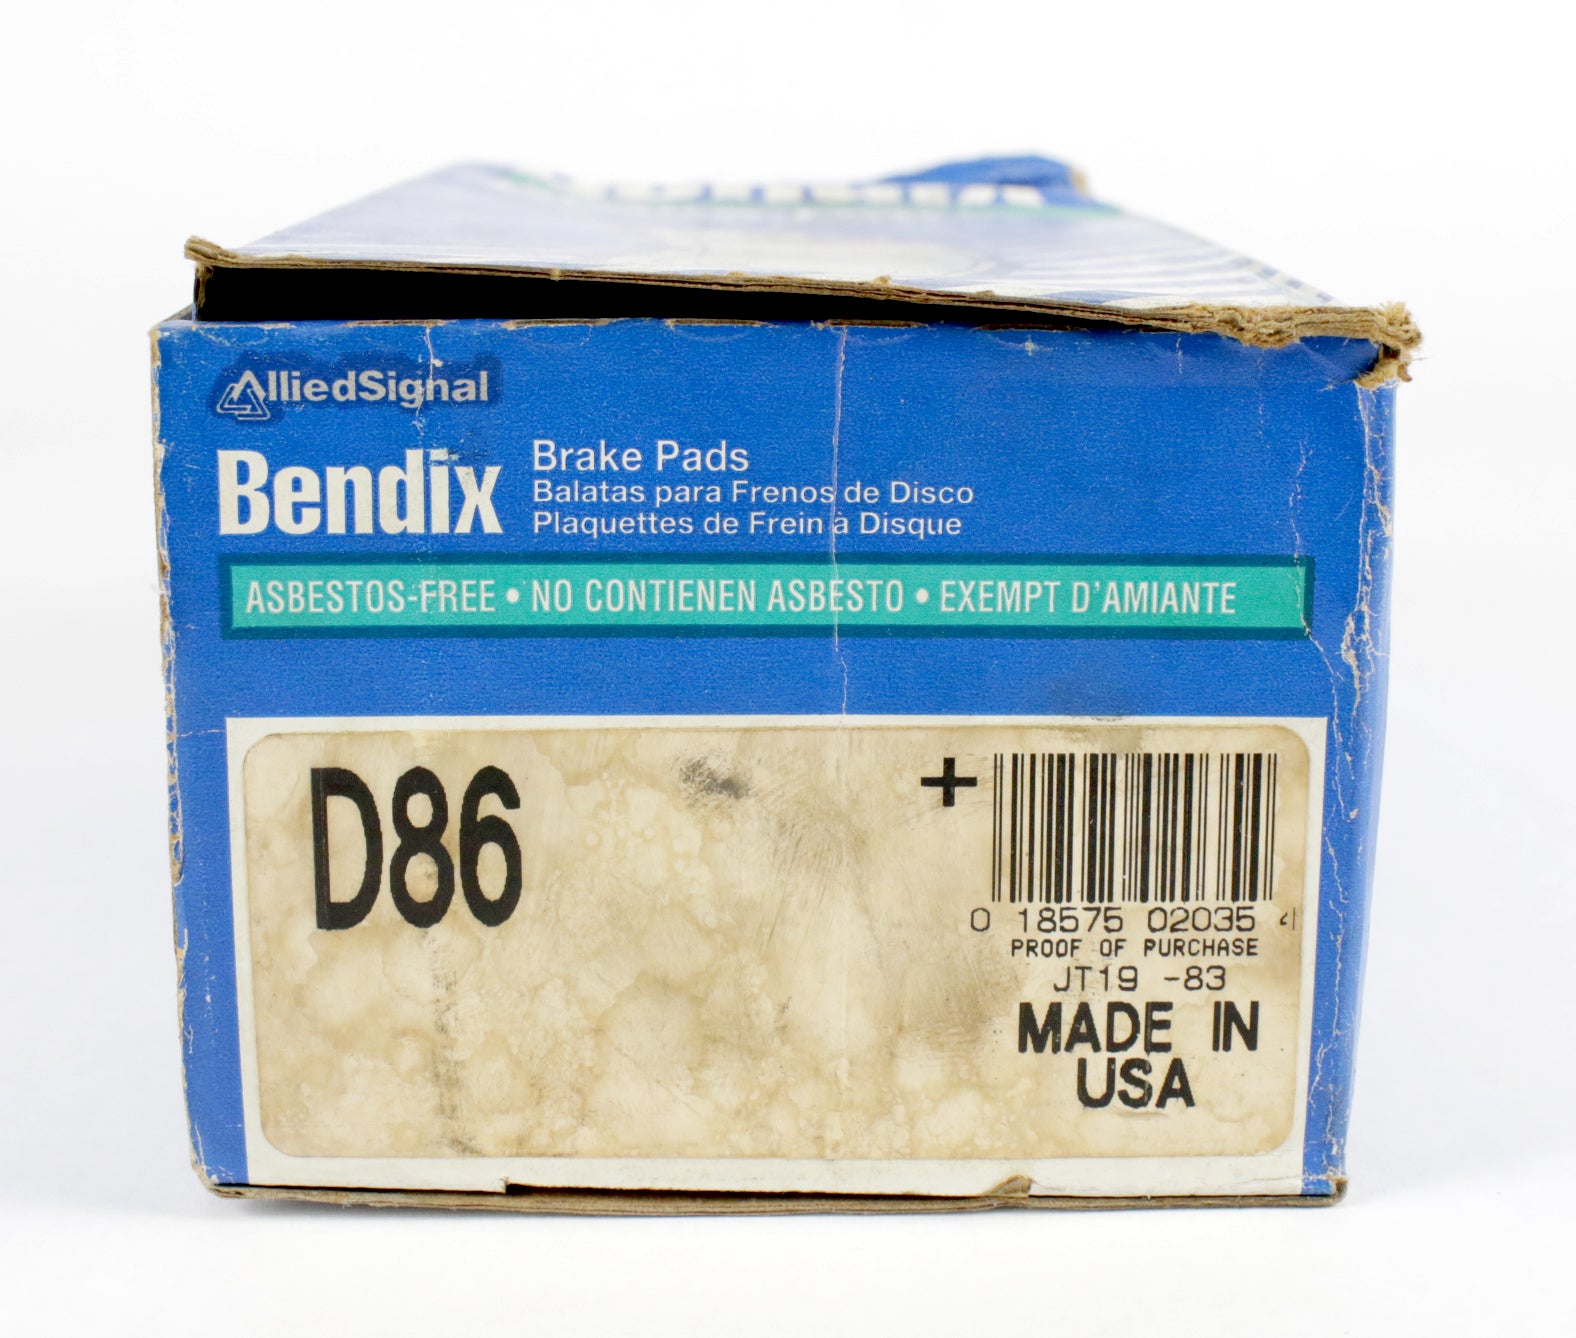 AlliedSignal
Bendix
Brake Pads
Balatas para Frenos de Disco
Plaquettes de Frein à Disque
ASBESTOS-FREE • NO CONTIENEN ASBESTO • EXEMPT D'AMIANTE
D86
+
0 18575 02035 4
PROOF OF PURCHASE
JT19 -83
MADE IN
USA